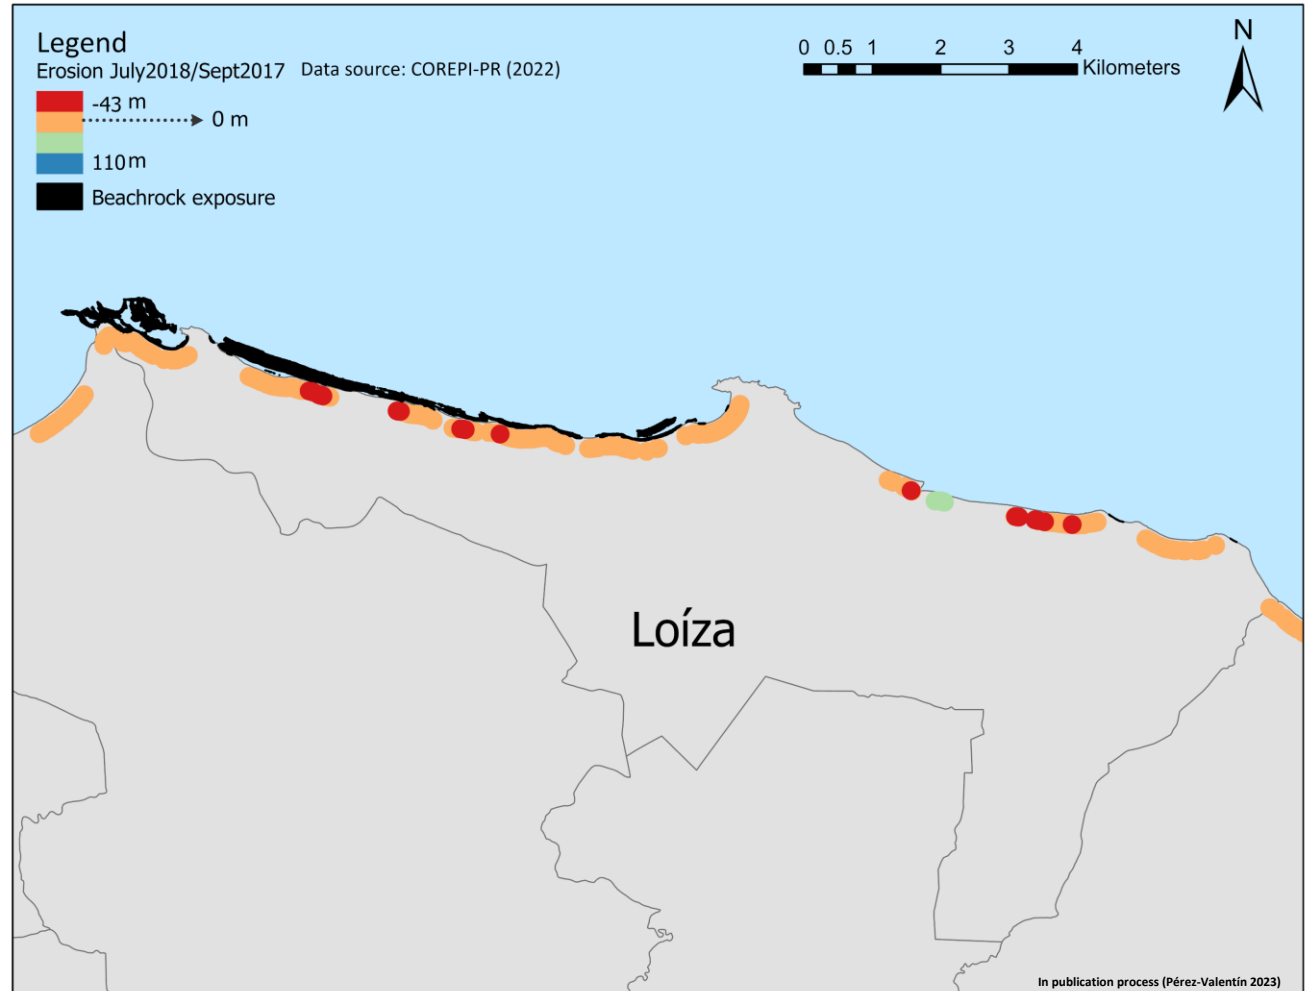 Legend
Erosion July2018/Sept2017 Data source: COREPI-PR (2022)
-43 m
0 m
110 m
Beachrock exposure
0 0.5 1 2 3 4
Kilometers
N
Loíza
In publication process (Pérez-Valentín 2023)